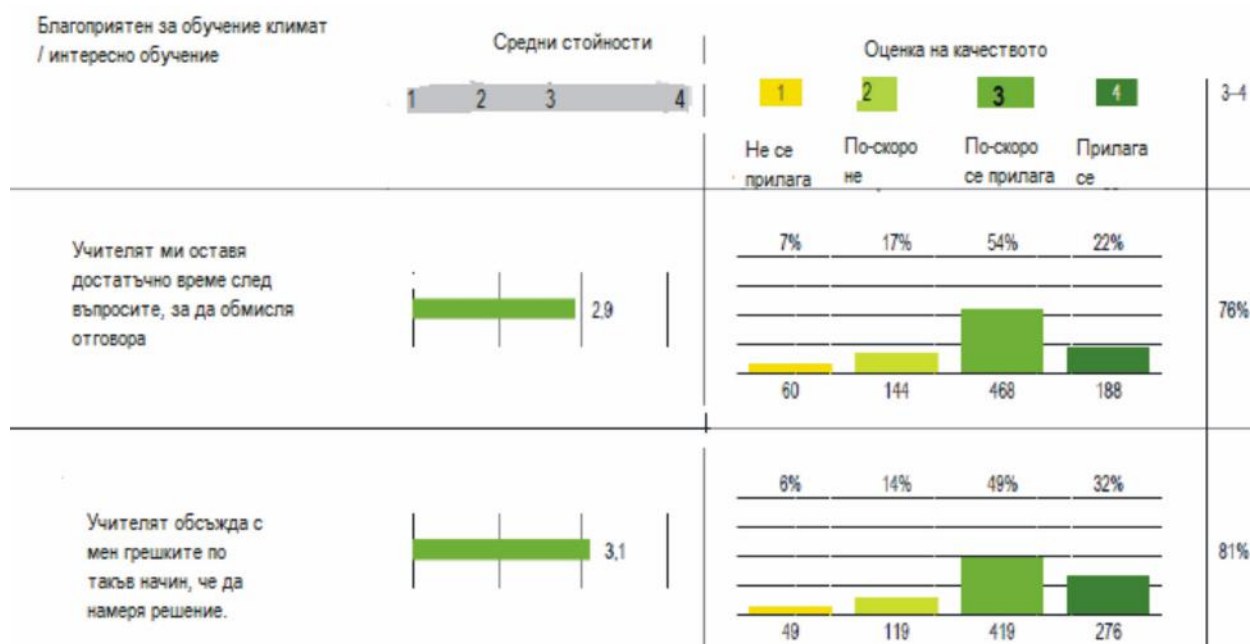 Благоприятен за обучение климат
/ интересно обучение
Средни стойности
Оценка на качеството
1 2 3 4
1 2 3 4
3–4
Не се
прилага
По-скоро
не
По-скоро
се прилага
Прилага
се
Учителят ми оставя
достатъчно време след
въпросите, за да обмисля
отговора
2,9
7% 17% 54% 22%
60 144 468 188
76%
Учителят обсъжда с
мен грешките по
такъв начин, че да
намеря решение.
3,1
6% 14% 49% 32%
49 119 419 276
81%